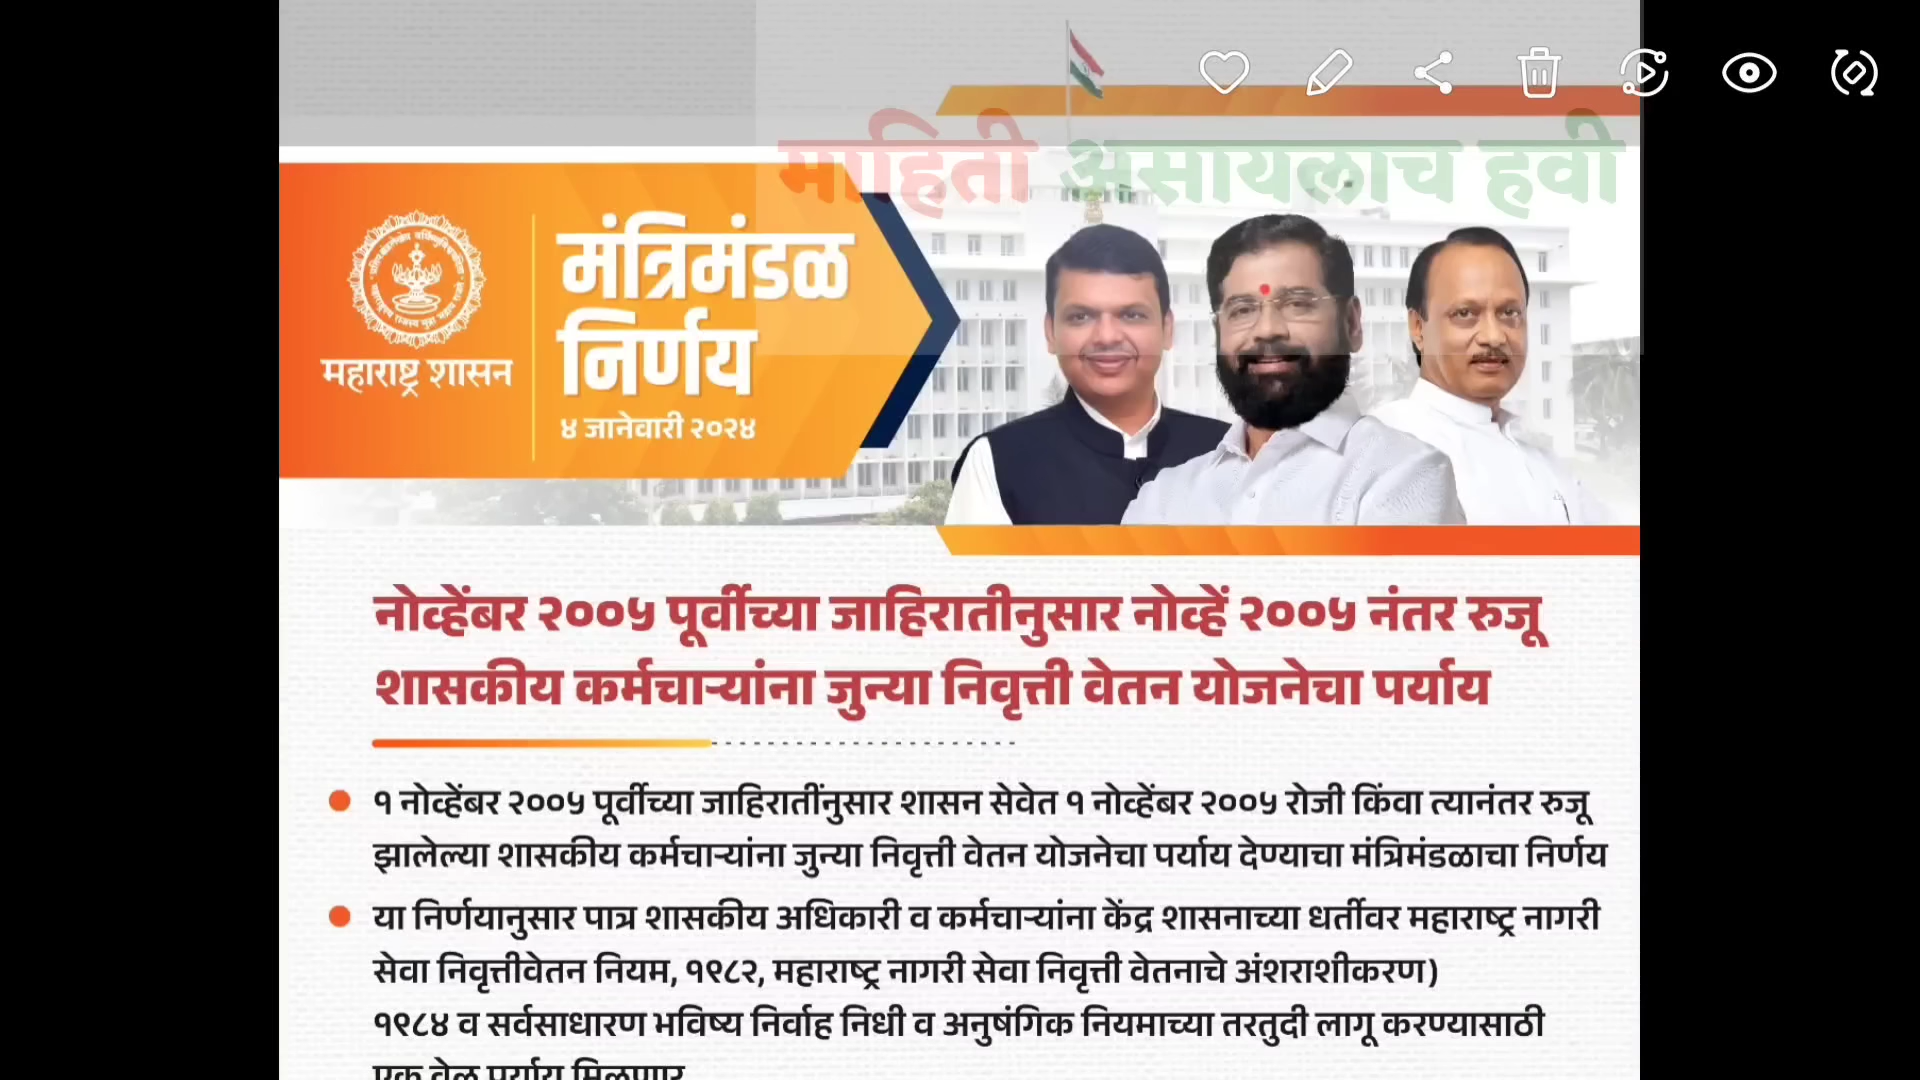 माहिती असायलाच हवी
मंत्रिमंडळ
निर्णय
महाराष्ट्र शासन
४ जानेवारी २०२४
नोव्हेंबर २००५ पूर्वीच्या जाहिरातीनुसार नोव्हें २००५ नंतर रुजू
शासकीय कर्मचाऱ्यांना जुन्या निवृत्ती वेतन योजनेचा पर्याय
१ नोव्हेंबर २००५ पूर्वीच्या जाहिरातींनुसार शासन सेवेत १ नोव्हेंबर २००५ रोजी किंवा त्यानंतर रुजू
झालेल्या शासकीय कर्मचाऱ्यांना जुन्या निवृत्ती वेतन योजनेचा पर्याय देण्याचा मंत्रिमंडळाचा निर्णय
या निर्णयानुसार पात्र शासकीय अधिकारी व कर्मचाऱ्यांना केंद्र शासनाच्या धर्तीवर महाराष्ट्र नागरी
सेवा निवृत्तीवेतन नियम, १९८२, महाराष्ट्र नागरी सेवा निवृत्ती वेतनाचे अंशराशीकरण)
१९८४ व सर्वसाधारण भविष्य निर्वाह निधी व अनुषंगिक नियमाच्या तरतुदी लागू करण्यासाठी
एक वेळ पर्याय मिळणार